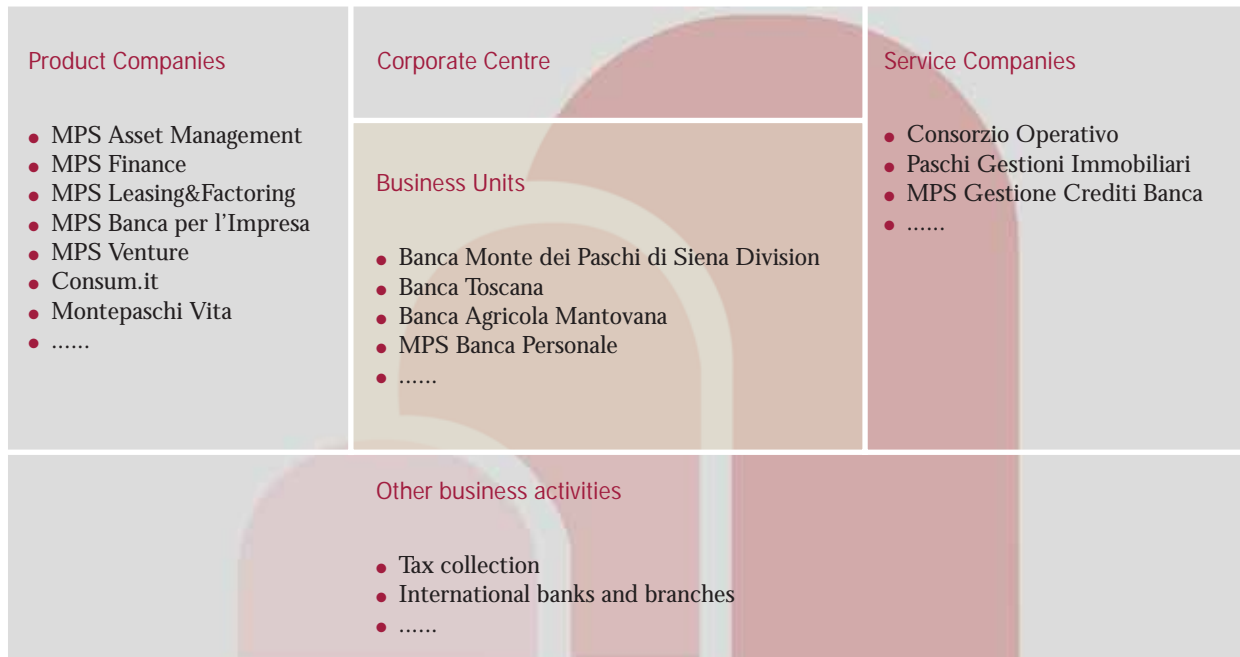 Product Companies
● MPS Asset Management
● MPS Finance
● MPS Leasing&Factoring
● MPS Banca per l'Impresa
● MPS Venture
● Consum.it
● Montepaschi Vita
● ......
Corporate Centre
Business Units
● Banca Monte dei Paschi di Siena Division
● Banca Toscana
● Banca Agricola Mantovana
● MPS Banca Personale
● ......
Service Companies
● Consorzio Operativo
● Paschi Gestioni Immobiliari
● MPS Gestione Crediti Banca
● ......
Other business activities
● Tax collection
● International banks and branches
● ......